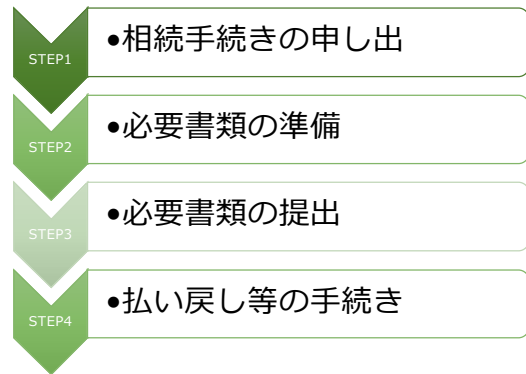 STEP1
•相続手続きの申し出
STEP2
•必要書類の準備
STEP3
•必要書類の提出
STEP4
•払い戻し等の手続き